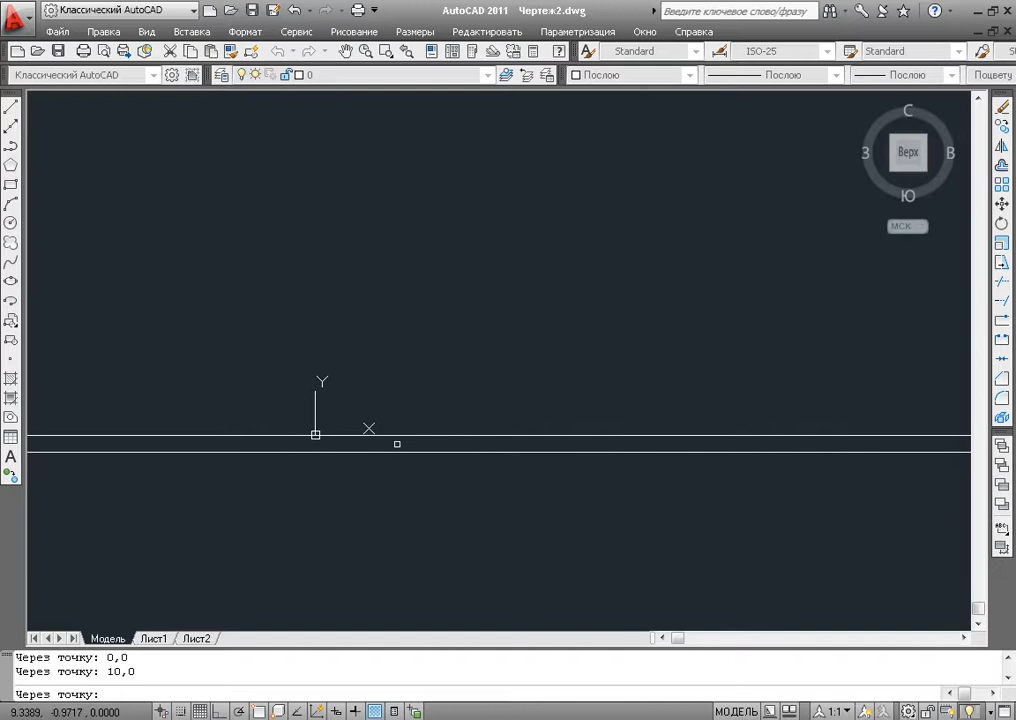 Классический AutoCAD
AutoCAD 2011 Чертеж2.dwg
Введите ключевое слово/фразу
Файл Правка Вид Вставка Формат Сервис Рисование Размеры Редактировать Параметризация Окно Справка
Standard ISO-25 Standard
Классический AutoCAD 0 Послою Послою Послою Поцвету
С
З Верх В
Ю
МСК
Y
X
Модель Лист1 Лист2
Через точку: 0,0
Через точку: 10,0
Через точку:
9.3389, -0.9717, 0.0000 МОДЕЛЬ 1:1